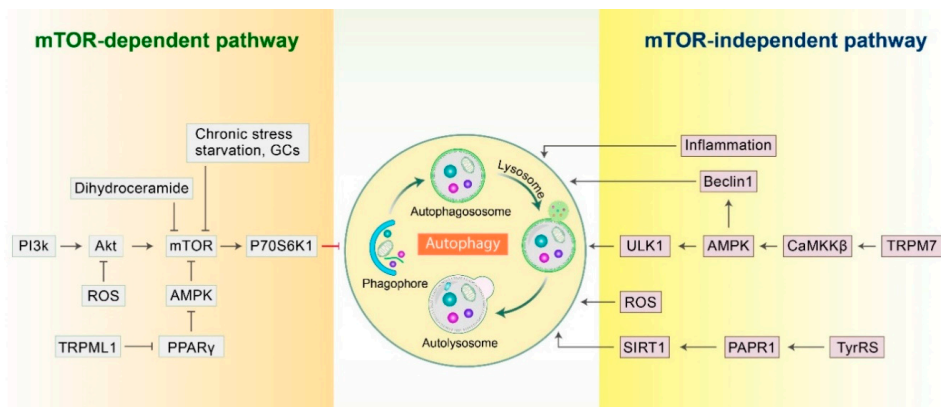 mTOR-dependent pathway
mTOR-independent pathway
Chronic stress
starvation, GCs
Dihydroceramide
PI3k
Akt
mTOR
P70S6K1
ROS
AMPK
TRPML1
PPARγ
Lysosome
Autophagososome
Autophagy
Phagophore
Autolysosome
Inflammation
Beclin1
ULK1
AMPK
CaMKKβ
TRPM7
ROS
SIRT1
PAPR1
TyrRS